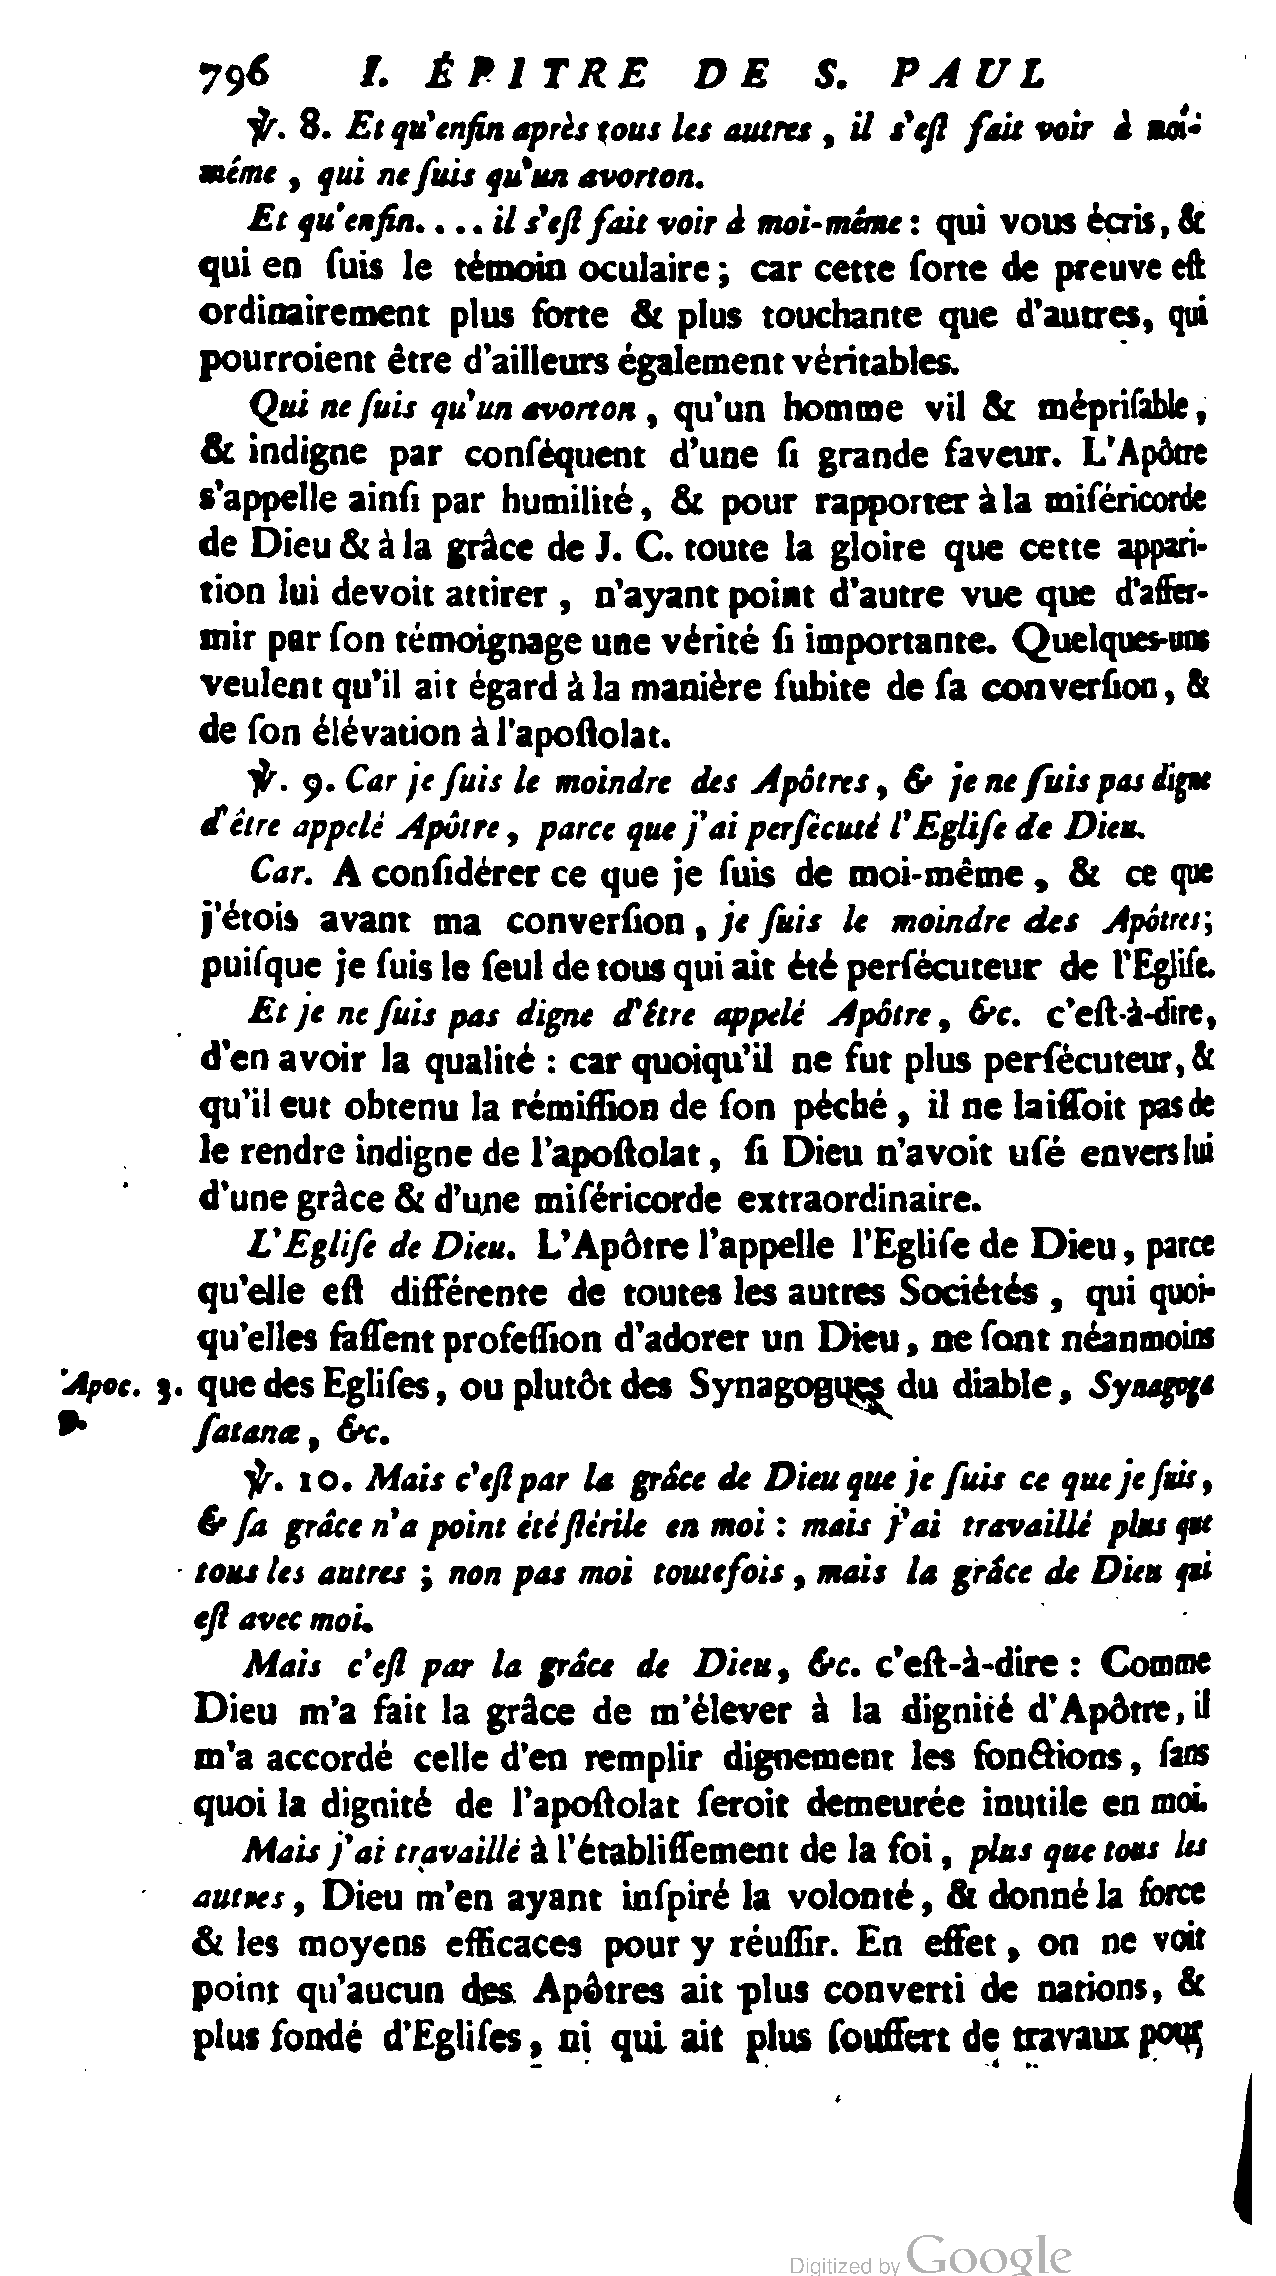 796 I. ÉPITRE DE S. PAUL
℣. 8. Et qu'enfin après tous les autres, il s'eſt fait voir à moi-
même, qui ne ſuis qu'un avorton.
Et qu'enfin.... il s'eſt fait voir à moi-même : qui vous écris, &
qui en ſuis le témoin oculaire ; car cette ſorte de preuve eſt
ordinairement plus forte & plus touchante que d'autres, qui
pourroient être d'ailleurs également véritables.
Qui ne ſuis qu'un avorton, qu'un homme vil & mépriſable,
& indigne par conſéquent d'une ſi grande faveur. L'Apôtre
s'appelle ainſi par humilité, & pour rapporter à la miſéricorde
de Dieu & à la grâce de J. C. toute la gloire que cette appari-
tion lui devoit attirer, n'ayant point d'autre vue que d'affer-
mir par ſon témoignage une vérité ſi importante. Quelques-uns
veulent qu'il ait égard à la manière ſubite de ſa converſion, &
de ſon élévation à l'apoſtolat.
℣. 9. Car je ſuis le moindre des Apôtres, & je ne ſuis pas digne
d'être appelé Apôtre, parce que j'ai perſécuté l'Egliſe de Dieu.
Car. A conſidérer ce que je ſuis de moi-même, & ce que
j'étois avant ma converſion, je ſuis le moindre des Apôtres ;
puiſque je ſuis le ſeul de tous qui ait été perſécuteur de l'Egliſe.
Et je ne ſuis pas digne d'être appelé Apôtre, &c. c'eſt-à-dire,
d'en avoir la qualité : car quoiqu'il ne fut plus perſécuteur, &
qu'il eut obtenu la rémiſſion de ſon péché, il ne laiſſoit pas de
le rendre indigne de l'apoſtolat, ſi Dieu n'avoit uſé envers lui
d'une grâce & d'une miſéricorde extraordinaire.
L'Egliſe de Dieu. L'Apôtre l'appelle l'Egliſe de Dieu, parce
qu'elle eſt différente de toutes les autres Sociétés, qui quoi-
qu'elles faſſent profeſſion d'adorer un Dieu, ne ſont néanmoins
Apoc. 3. que des Egliſes, ou plutôt des Synagogues du diable, Synagoga
9. ſatanæ, &c.
℣. 10. Mais c'eſt par la grâce de Dieu que je ſuis ce que je ſuis,
& ſa grâce n'a point été ſtérile en moi : mais j'ai travaillé plus que
tous les autres ; non pas moi toutefois, mais la grâce de Dieu qui
eſt avec moi.
Mais c'eſt par la grâce de Dieu, &c. c'eſt-à-dire : Comme
Dieu m'a fait la grâce de m'élever à la dignité d'Apôtre, il
m'a accordé celle d'en remplir dignement les fonctions, ſans
quoi la dignité de l'apoſtolat ſeroit demeurée inutile en moi.
Mais j'ai travaillé à l'établiſſement de la foi, plus que tous les
autres, Dieu m'en ayant inſpiré la volonté, & donné la force
& les moyens efficaces pour y réuſſir. En effet, on ne voit
point qu'aucun des Apôtres ait plus converti de nations, &
plus fondé d'Egliſes, ni qui ait plus ſouffert de travaux pour
Digitized by Google